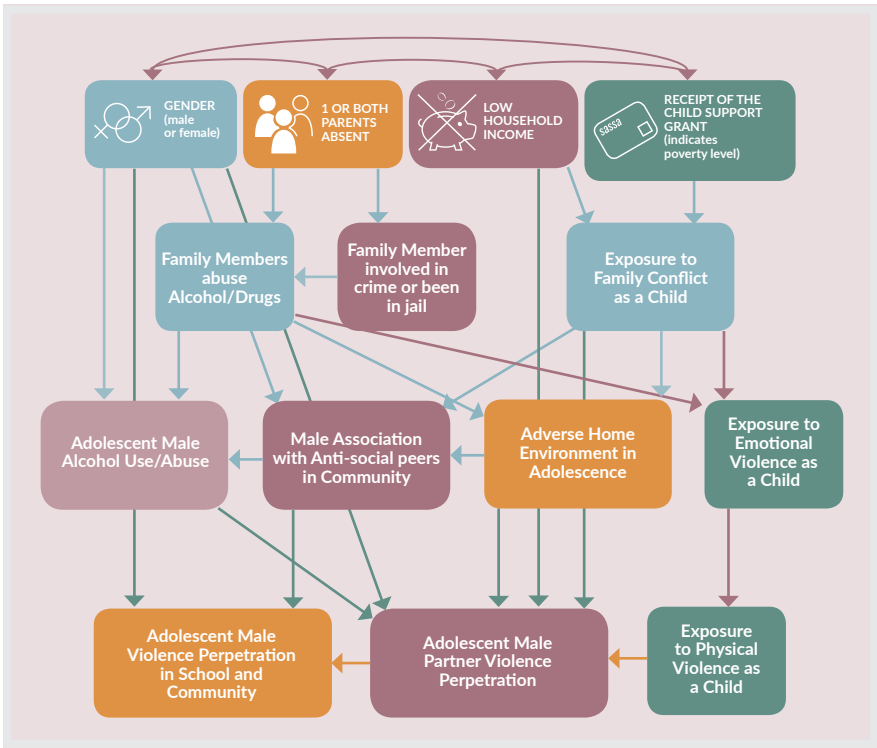 GENDER
(male
or female)
1 OR BOTH
PARENTS
ABSENT
LOW
HOUSEHOLD
INCOME
sassa
RECEIPT OF THE
CHILD SUPPORT
GRANT
(indicates
poverty level)
Family Members
abuse
Alcohol/Drugs
Family Member
involved in
crime or been
in jail
Exposure to
Family Conflict
as a Child
Adolescent Male
Alcohol Use/Abuse
Male Association
with Anti-social peers
in Community
Adverse Home
Environment in
Adolescence
Exposure to
Emotional
Violence as
a Child
Adolescent Male
Violence Perpetration
in School and
Community
Adolescent Male
Partner Violence
Perpetration
Exposure
to Physical
Violence as
a Child